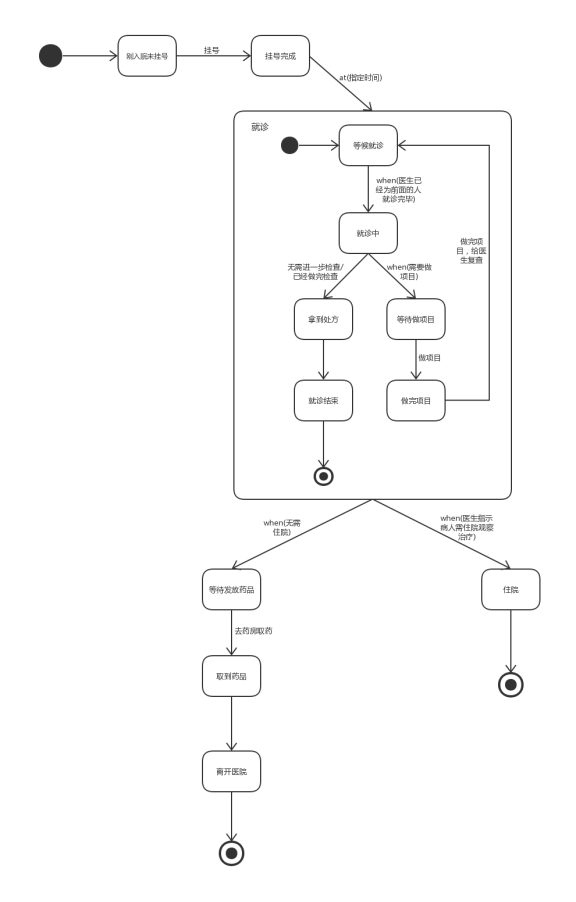 挂号
刚入院未挂号
挂号完成
at(指定时间)
就诊
等候就诊
when(医生已
经为前面的人
就诊完毕)
就诊中
做完项
目，给医
生复查
无需进一步检查/
已经做完检查
when(需要做
项目)
拿到处方
等待做项目
做项目
就诊结束
做完项目
when(无需
住院)
when(医生指示
病人需住院观察
治疗)
等待发放药品
住院
去药房取药
取到药品
离开医院